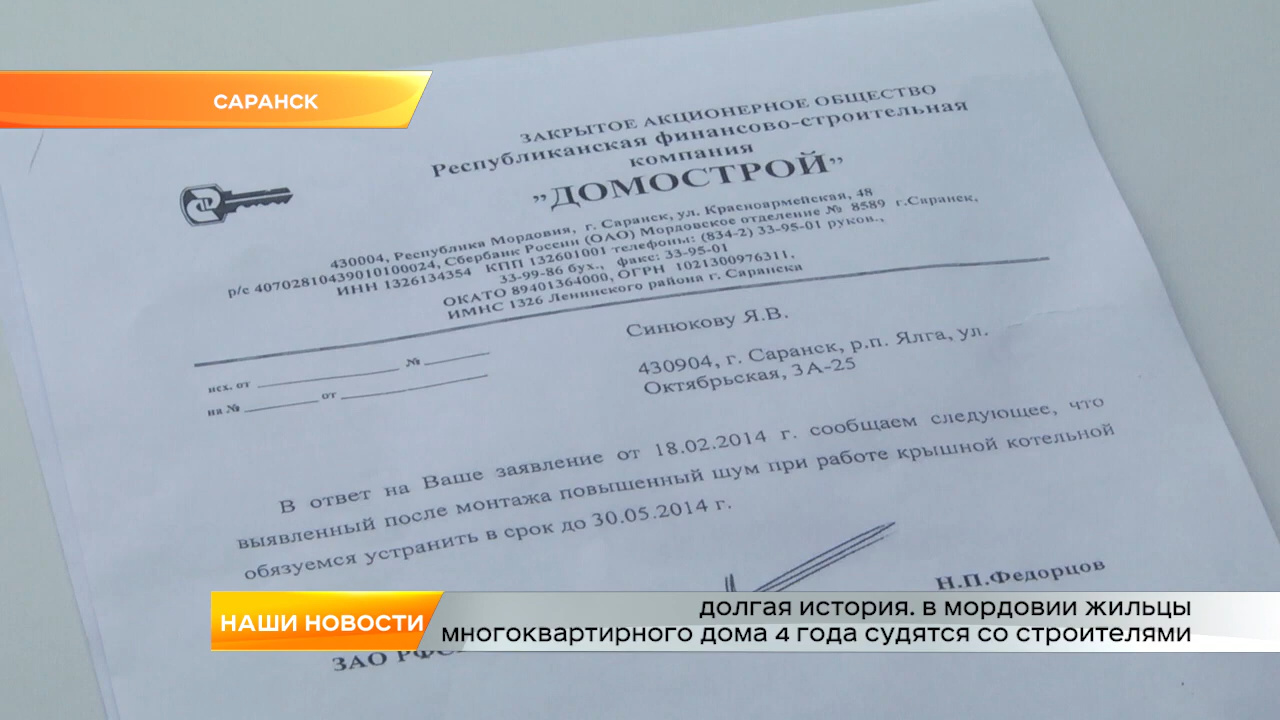 САРАНСК
ЗАКРЫТОЕ АКЦИОНЕРНОЕ ОБЩЕСТВО
Республиканская финансово-строительная
компания
”ДОМОСТРОЙ”
430004, Республика Мордовия, г. Саранск, ул. Красноармейская, 48
р/с 40702810439010100024, Сбербанк России (ОАО) Мордовское отделение № 8589 г.Саранск,
ИНН 1326134354 КПП 132601001 телефоны: (834-2) 33-95-01 руков.,
33-99-86 бух., факс: 33-95-01
ОКАТО 89401364000, ОГРН 1021300976311,
ИМНС 1326 Ленинского района г. Саранска
исх. от № 
на № от
Синюкову Я.В.
430904, г. Саранск, р.п. Ялга, ул.
Октябрьская, 3А-25
В ответ на Ваше заявление от 18.02.2014 г. сообщаем следующее, что
выявленный после монтажа повышенный шум при работе крышной котельной
обязуемся устранить в срок до 30.05.2014 г.
Н.П.Федорцов
ЗАО
НАШИ НОВОСТИ
ДОЛГАЯ ИСТОРИЯ. В МОРДОВИИ ЖИЛЬЦЫ
МНОГОКВАРТИРНОГО ДОМА 4 ГОДА СУДЯТСЯ СО СТРОИТЕЛЯМИ